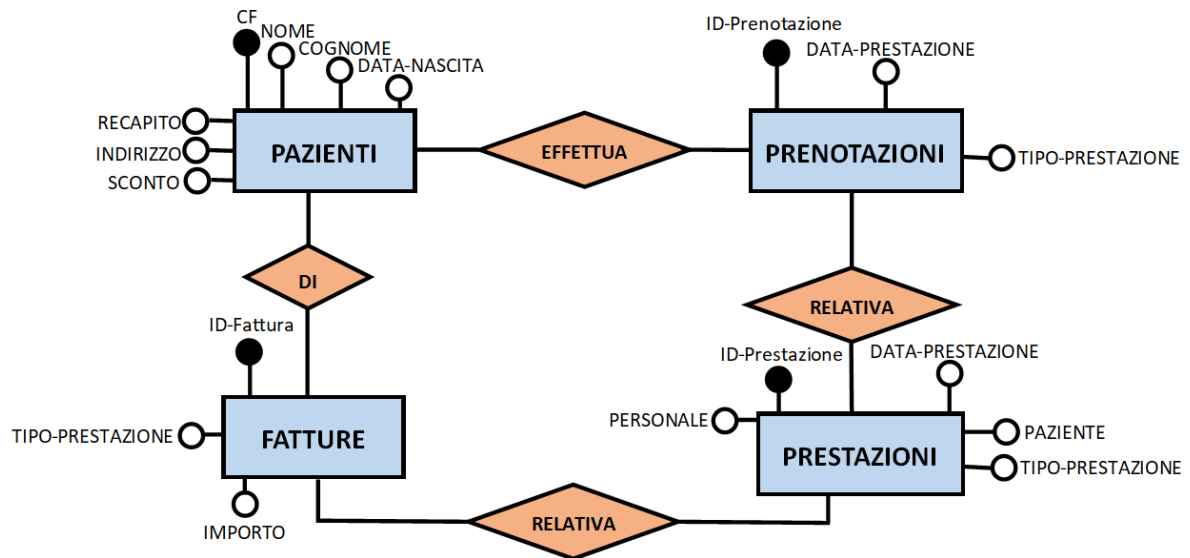 CF
NOME
COGNOME
DATA-NASCITA
RECAPITO
INDIRIZZO
SCONTO
PAZIENTI
EFFETTUA
ID-Prenotazione
DATA-PRESTAZIONE
PRENOTAZIONI
TIPO-PRESTAZIONE
DI
RELATIVA
ID-Fattura
TIPO-PRESTAZIONE
FATTURE
IMPORTO
ID-Prestazione
DATA-PRESTAZIONE
PERSONALE
PRESTAZIONI
PAZIENTE
TIPO-PRESTAZIONE
RELATIVA